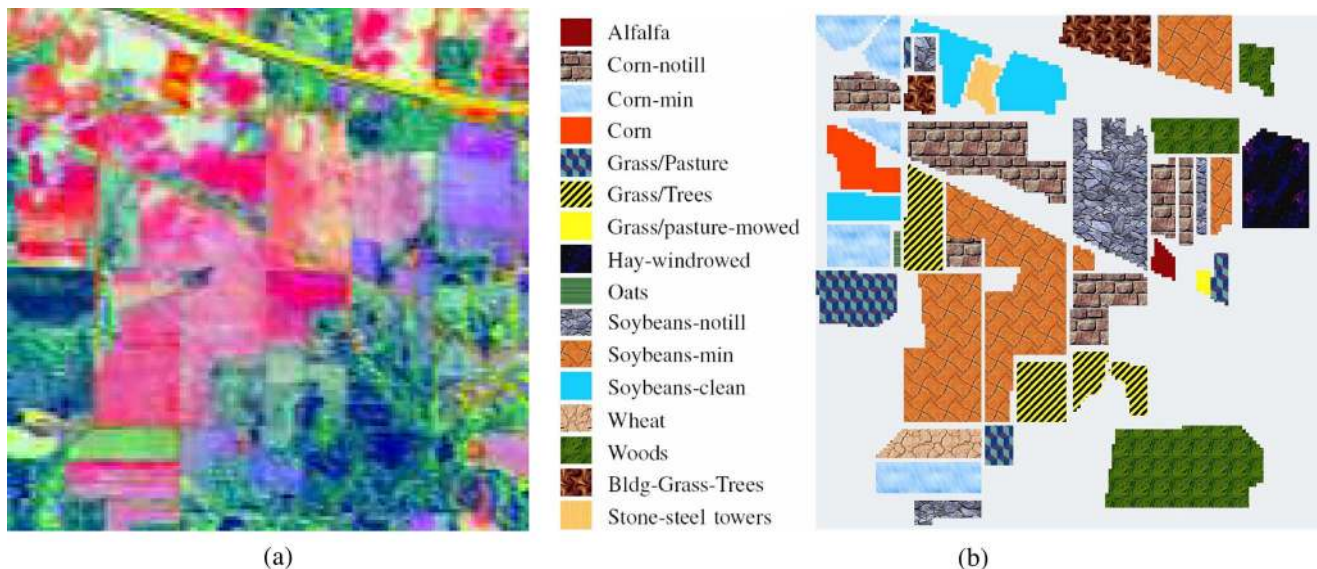 Alfalfa
Corn-notill
Corn-min
Corn
Grass/Pasture
Grass/Trees
Grass/pasture-mowed
Hay-windrowed
Oats
Soybeans-notill
Soybeans-min
Soybeans-clean
Wheat
Woods
Bldg-Grass-Trees
Stone-steel towers
(a)
(b)